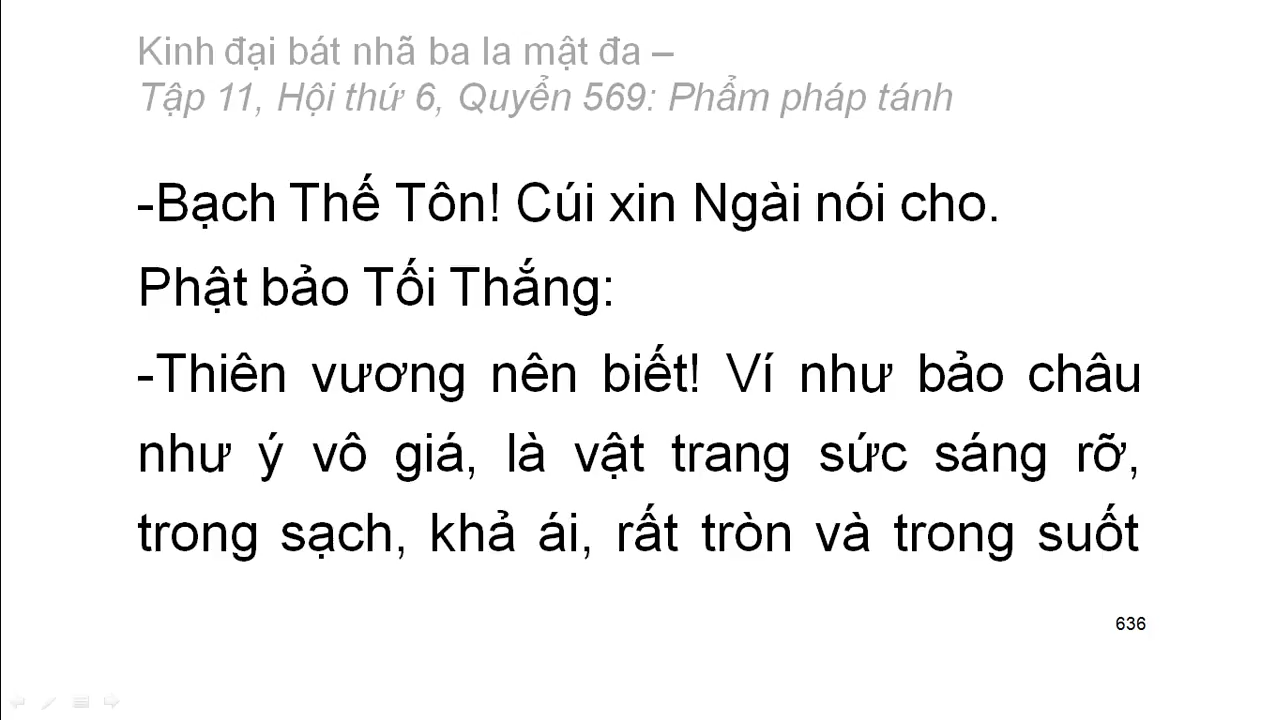 Kinh đại bát nhã ba la mật đa –
Tập 11, Hội thứ 6, Quyển 569: Phẩm pháp tánh
-Bạch Thế Tôn! Cúi xin Ngài nói cho.
Phật bảo Tối Thắng:
-Thiên vương nên biết! Ví như bảo châu
như ý vô giá, là vật trang sức sáng rỡ,
trong sạch, khả ái, rất tròn và trong suốt
636